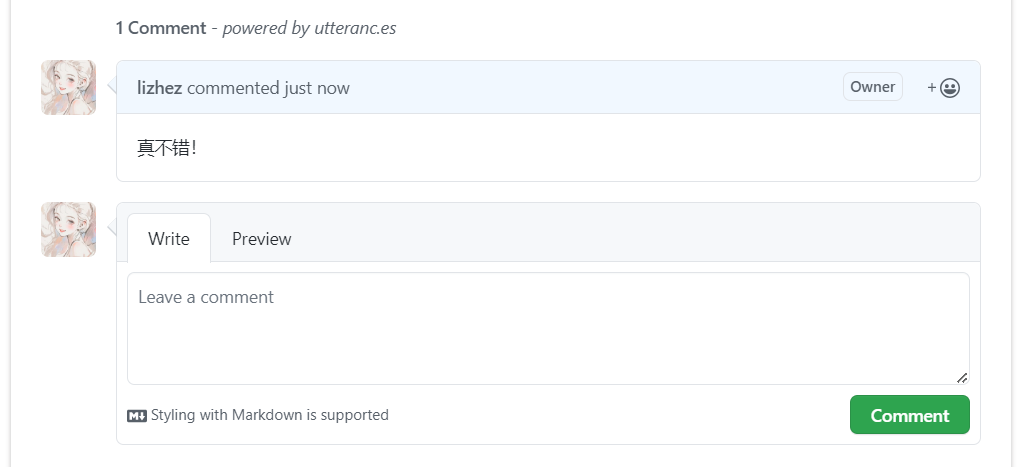 1 Comment - powered by utteranc.es
lizhez commented just now
Owner
+
真不错！
Write
Preview
Leave a comment
M↓ Styling with Markdown is supported
Comment